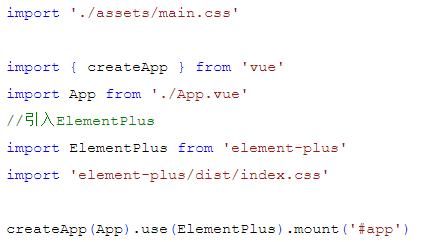 import './assets/main.css'
import { createApp } from 'vue'
import App from './App.vue'
//引入ElementPlus
import ElementPlus from 'element-plus'
import 'element-plus/dist/index.css'
createApp(App).use(ElementPlus).mount('#app')